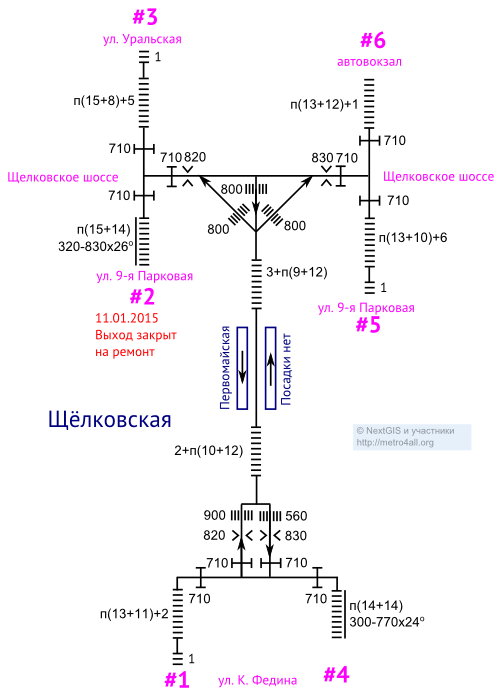 #3
ул. Уральская
1
п(15+8)+5
#6
автовокзал
п(13+12)+1
710
710 820
830 710
710
Щелковское шоссе
800
Щелковское шоссе
710
710
800
800
п(15+14)
320-830x26°
п(13+10)+6
ул. 9-я Парковая
#2
3+п(9+12)
1
ул. 9-я Парковая
#5
11.01.2015
Выход закрыт
на ремонт
Первомайская
Посадки нет
Щёлковская
© NextGIS и участники
http://metro4all.org
2+п(10+12)
900
560
820
830
710
710
710
710
п(13+11)+2
п(14+14)
300-770x24°
1
#1
ул. К. Федина
#4